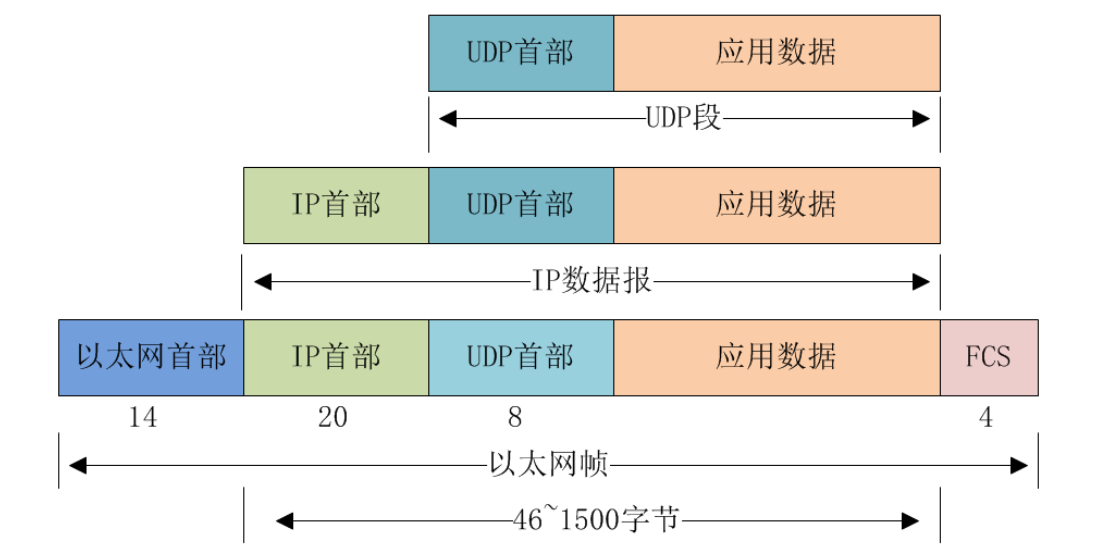 UDP首部 应用数据
UDP段
IP首部 UDP首部 应用数据
IP数据报
以太网首部 IP首部 UDP首部 应用数据 FCS
14 20 8 4
以太网帧
46~1500字节